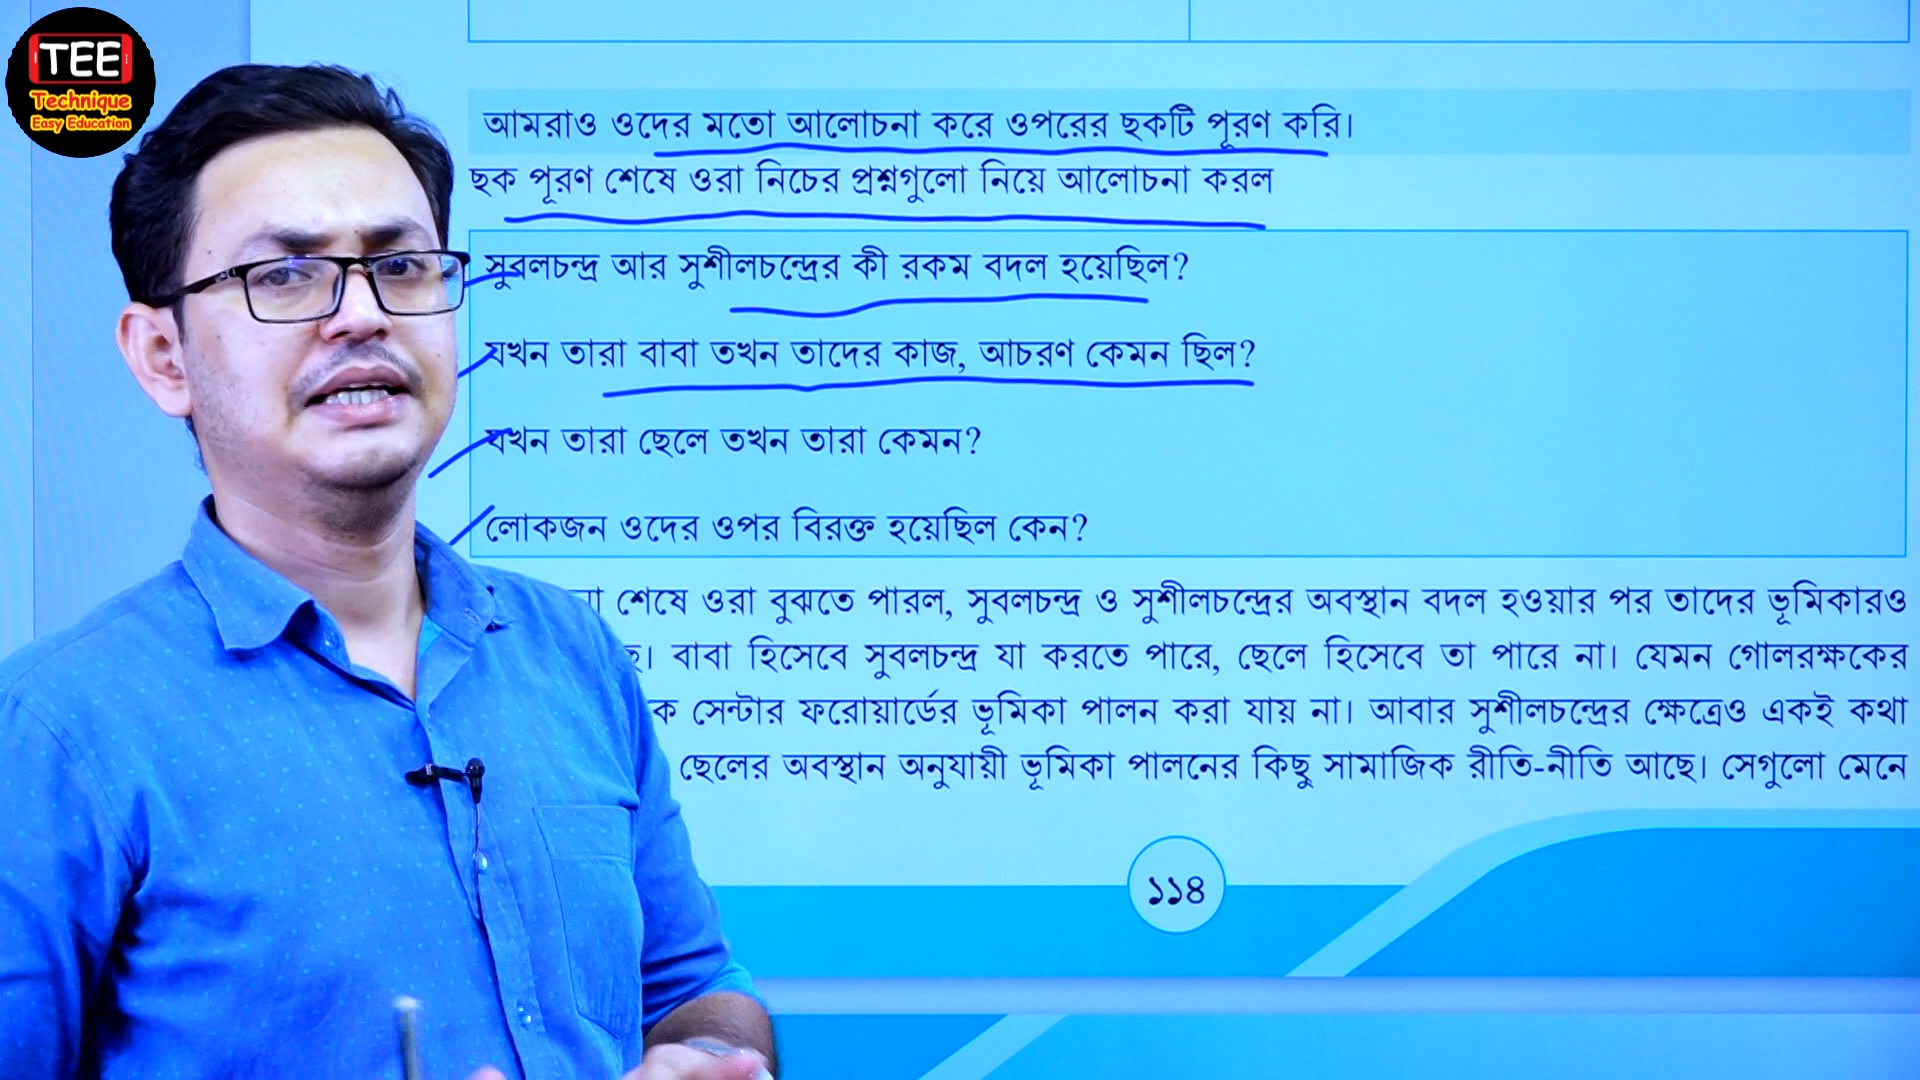 TEE
Technique
Easy Education
আমরাও ওদের মতো আলোচনা করে ওপরের ছকটি পূরণ করি।
ছক পূরণ শেষে ওরা নিচের প্রশ্নগুলো নিয়ে আলোচনা করল
সুবলচন্দ্র আর সুশীলচন্দ্রের কী রকম বদল হয়েছিল?
যখন তারা বাবা তখন তাদের কাজ, আচরণ কেমন ছিল?
যখন তারা ছেলে তখন তারা কেমন?
লোকজন ওদের ওপর বিরক্ত হয়েছিল কেন?
শেষে ওরা বুঝতে পারল, সুবলচন্দ্র ও সুশীলচন্দ্রের অবস্থান বদল হওয়ার পর তাদের ভূমিকারও
বাবা হিসেবে সুবলচন্দ্র যা করতে পারে, ছেলে হিসেবে তা পারে না। যেমন গোলরক্ষকের
সেন্টার ফরোয়ার্ডের ভূমিকা পালন করা যায় না। আবার সুশীলচন্দ্রের ক্ষেত্রেও একই কথা
ছেলের অবস্থান অনুযায়ী ভূমিকা পালনের কিছু সামাজিক রীতি-নীতি আছে। সেগুলো মেনে
১১৪